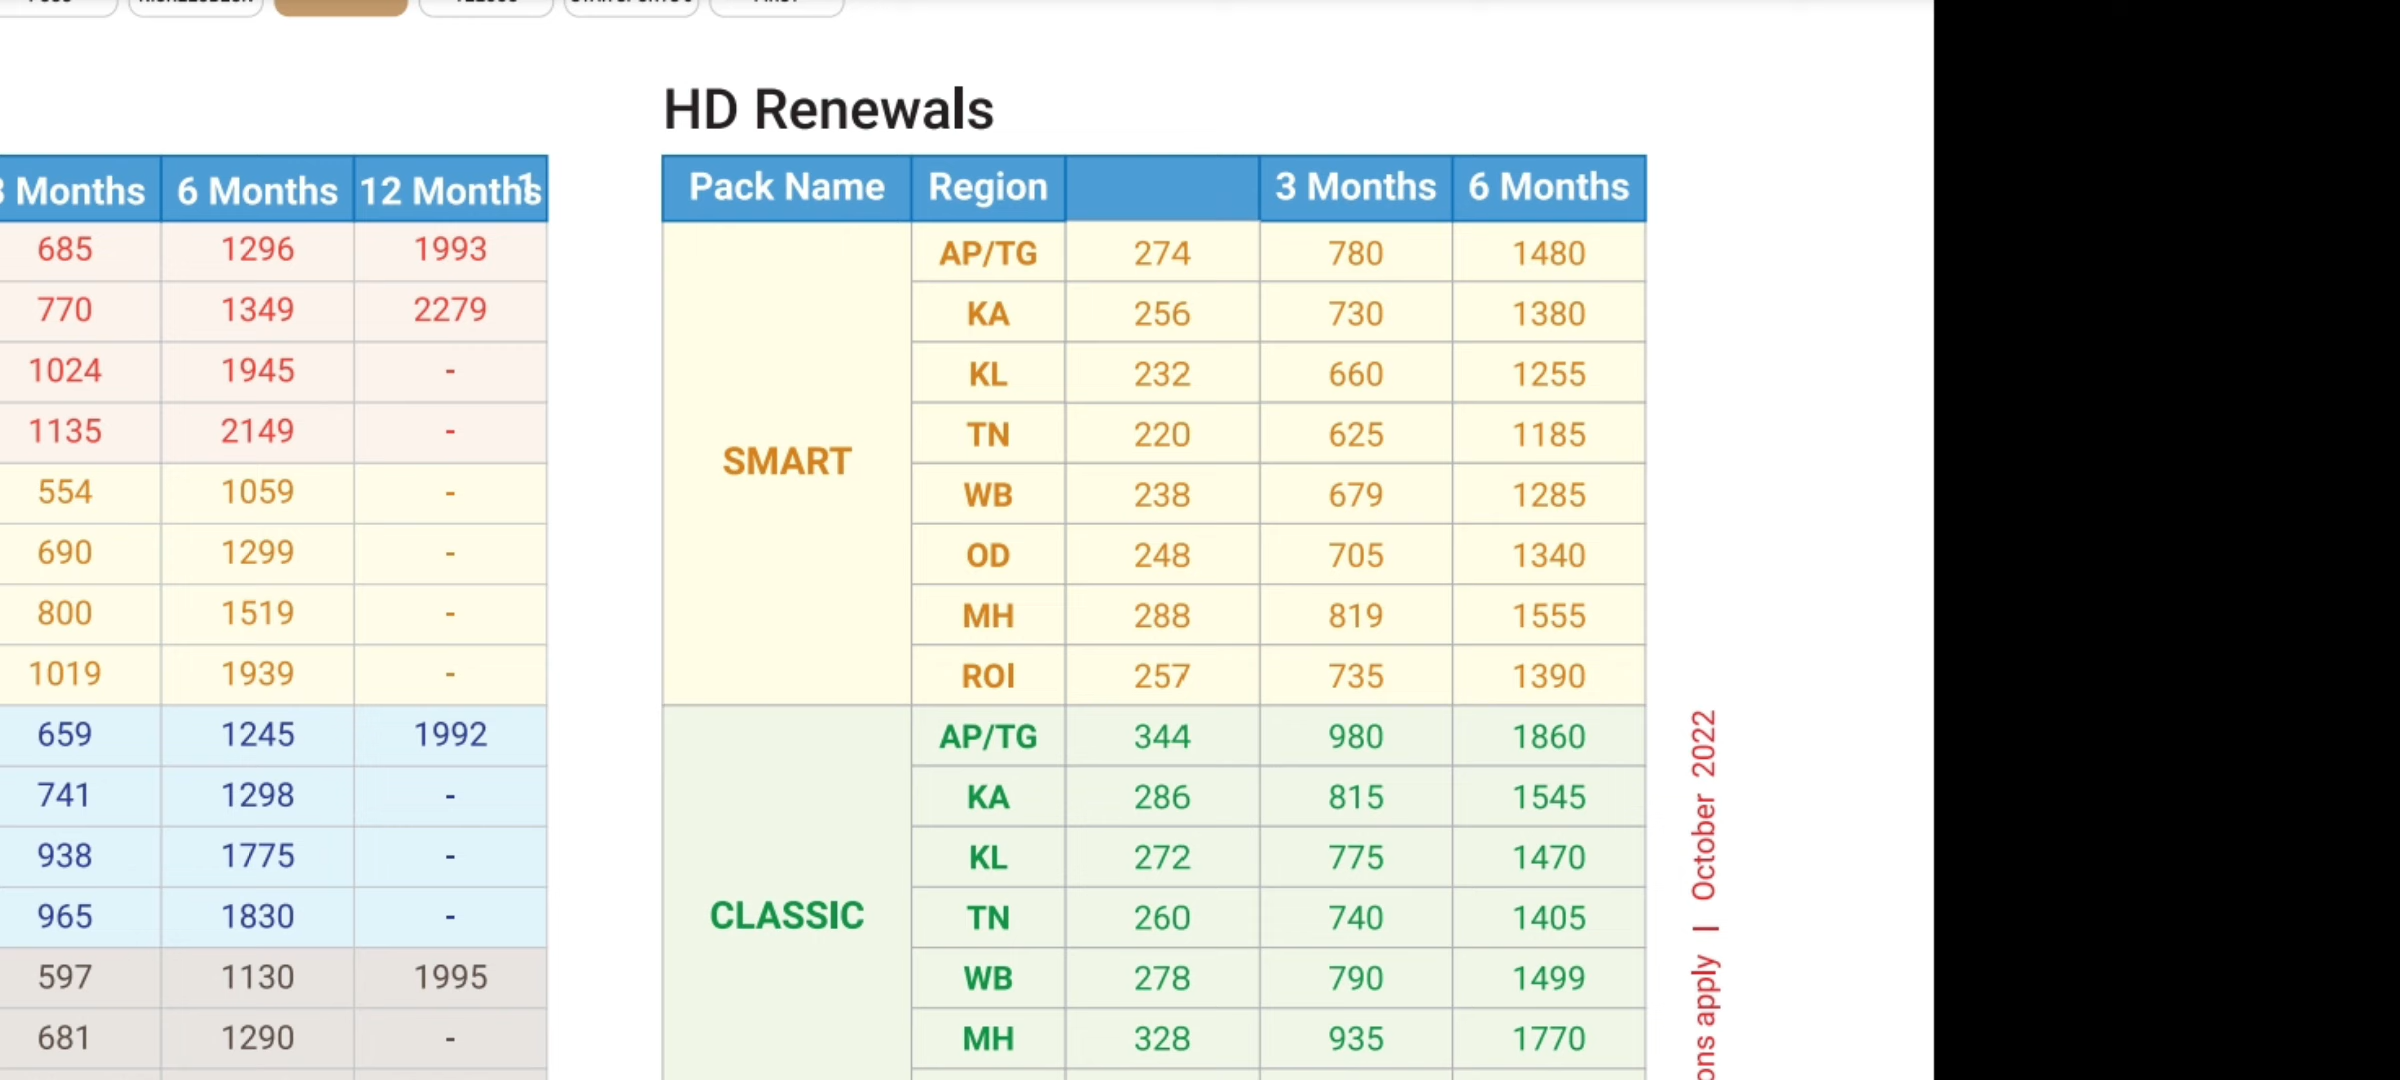 HD Renewals
3 Months 6 Months 12 Months
685 1296 1993
770 1349 2279
1024 1945 -
1135 2149 -
554 1059 -
690 1299 -
800 1519 -
1019 1939 -
659 1245 1992
741 1298 -
938 1775 -
965 1830 -
597 1130 1995
681 1290 -
Pack Name Region 3 Months 6 Months
SMART
AP/TG 274 780 1480
KA 256 730 1380
KL 232 660 1255
TN 220 625 1185
WB 238 679 1285
OD 248 705 1340
MH 288 819 1555
ROI 257 735 1390
CLASSIC
AP/TG 344 980 1860
KA 286 815 1545
KL 272 775 1470
TN 260 740 1405
WB 278 790 1499
MH 328 935 1770
ons apply | October 2022